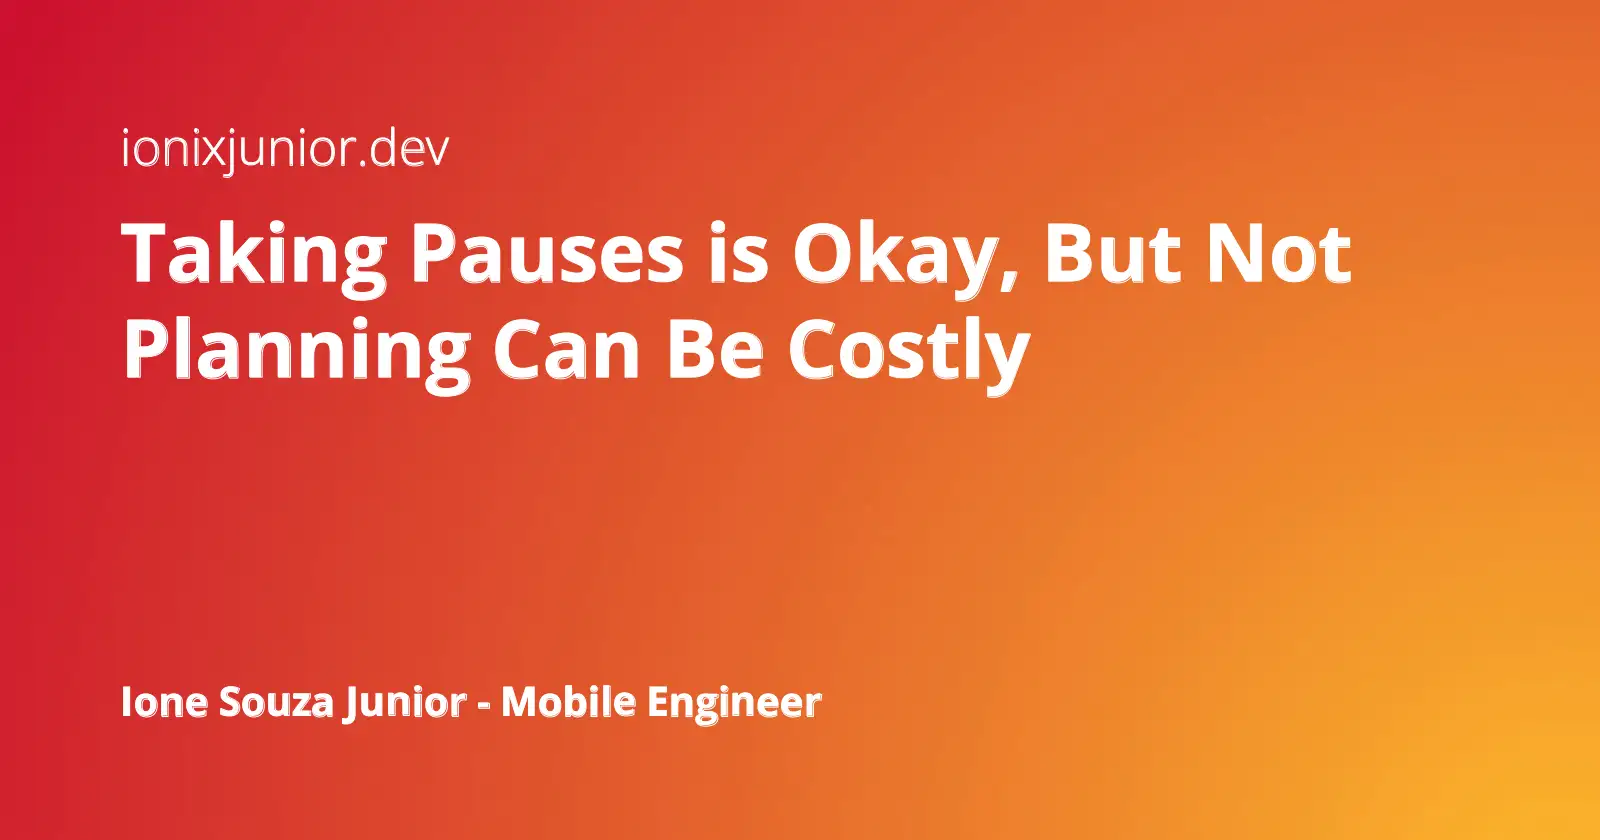 ionixjunior.dev
Taking Pauses is Okay, But Not
Planning Can Be Costly
Ione Souza Junior - Mobile Engineer